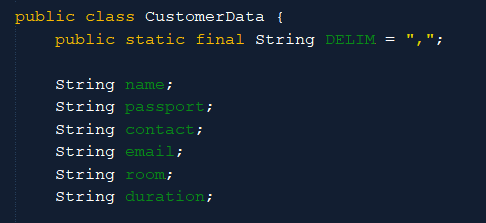 public class CustomerData {
public static final String DELIM = ",";
String name;
String passport;
String contact;
String email;
String room;
String duration;